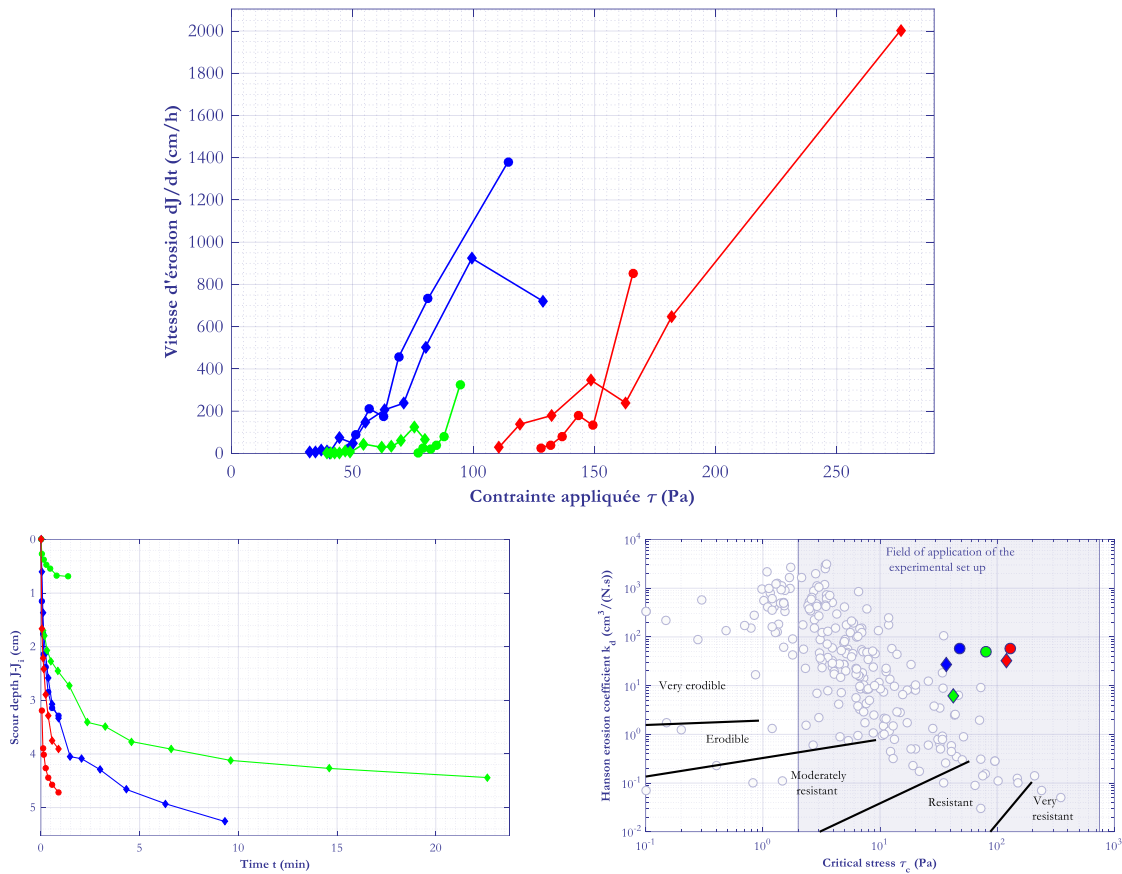 2000
1800
1600
1400
1200
1000
800
600
400
200
0
Vitesse d'érosion dJ/dt (cm/h)
0 50 100 150 200 250
Contrainte appliquée τ (Pa)
0
1
2
3
4
5
Scour depth J-Ji (cm)
0 5 10 15 20
Time t (min)
10^4
10^3
10^2
10^1
10^0
10^-1
10^-2
Hanson erosion coefficient kd (cm^3/(N.s))
Field of application of the
experimental set up
Very erodible
Erodible
Moderately
resistant
Resistant
Very
resistant
10^-1 10^0 10^1 10^2 10^3
Critical stress τc (Pa)